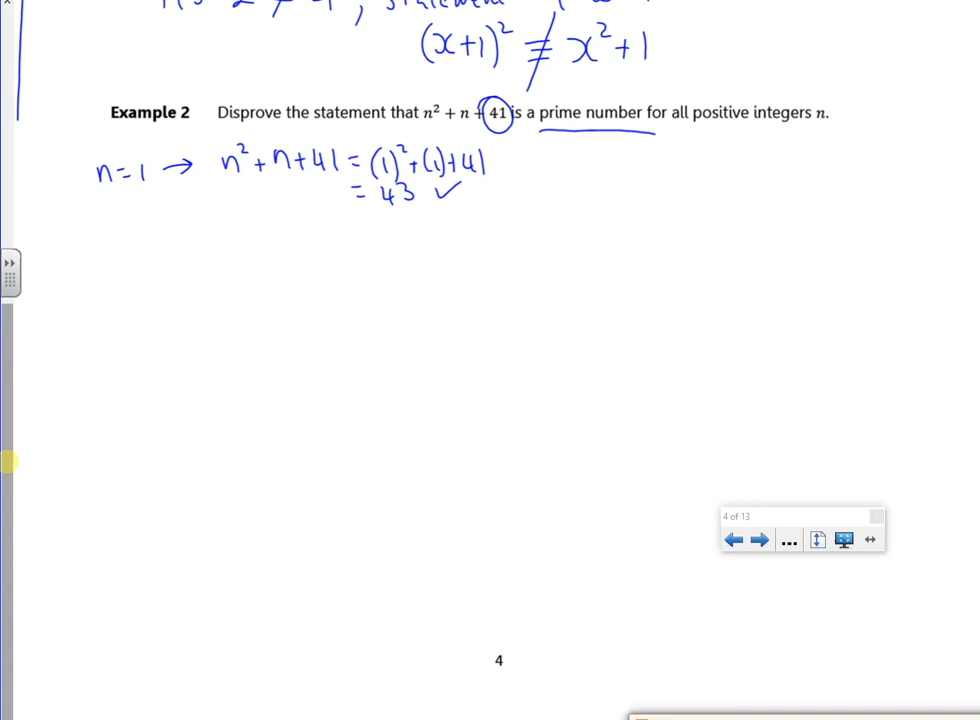 statement
(x+1)² ≢ x²+1
Example 2 Disprove the statement that n² + n + 41 is a prime number for all positive integers n.
n=1 → n²+n+41 = (1)²+(1)+41
= 43 ✓
4 of 13
...
4